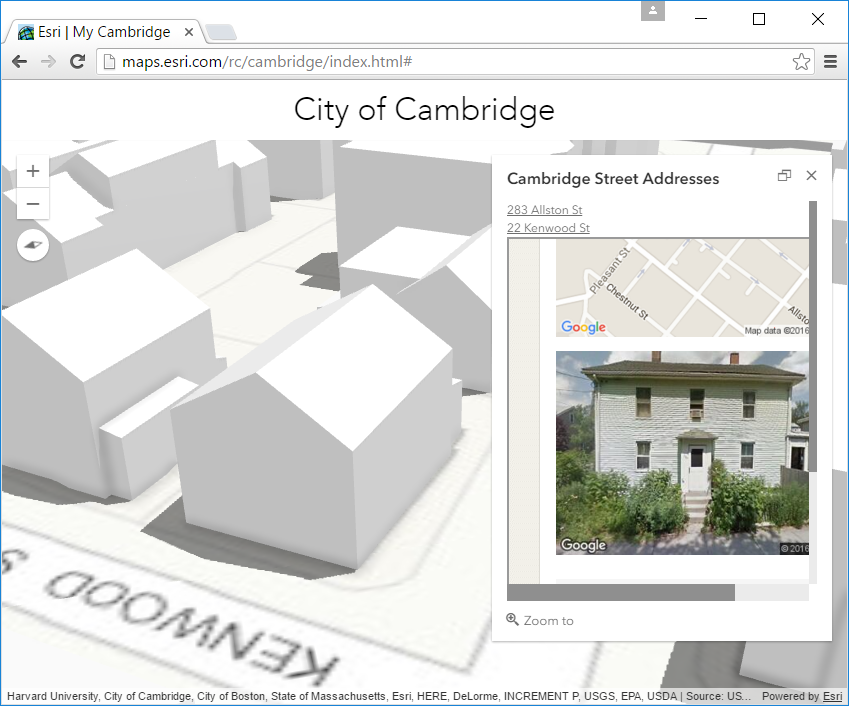 Esri | My Cambridge
maps.esri.com/rc/cambridge/index.html#
City of Cambridge
Cambridge Street Addresses
283 Allston St
22 Kenwood St
Pleasant St
Chestnut St
Allsto
Google
Map data ©2016
Google
© 2016
Zoom to
KENWOOD S
Harvard University, City of Cambridge, City of Boston, State of Massachusetts, Esri, HERE, DeLorme, INCREMENT P, USGS, EPA, USDA | Source: US... Powered by Esri